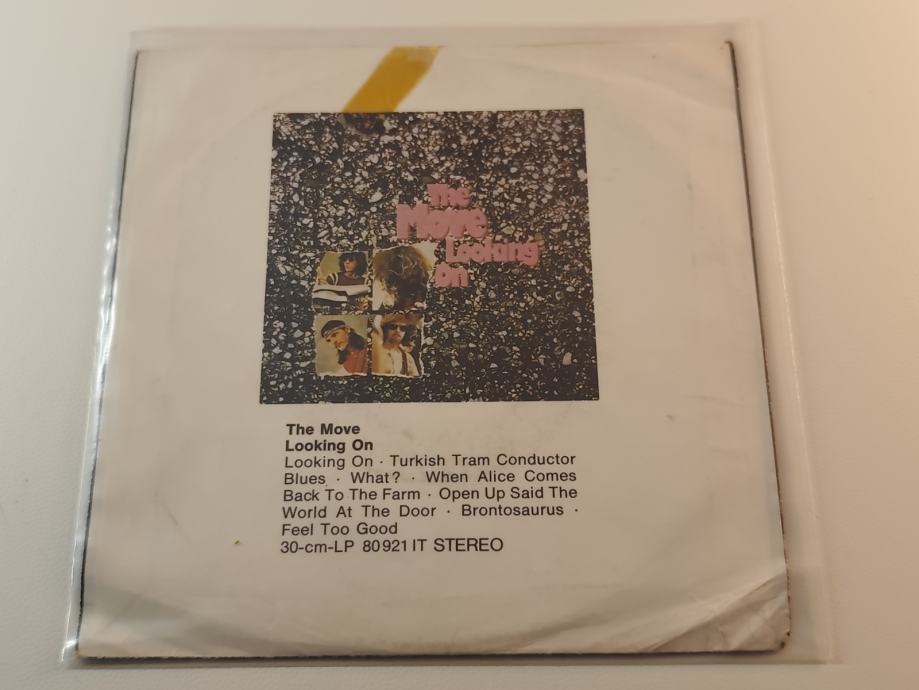 The
Move
Looking
On
The Move
Looking On
Looking On · Turkish Tram Conductor
Blues · What? · When Alice Comes
Back To The Farm · Open Up Said The
World At The Door · Brontosaurus ·
Feel Too Good
30-cm-LP 80921 IT STEREO